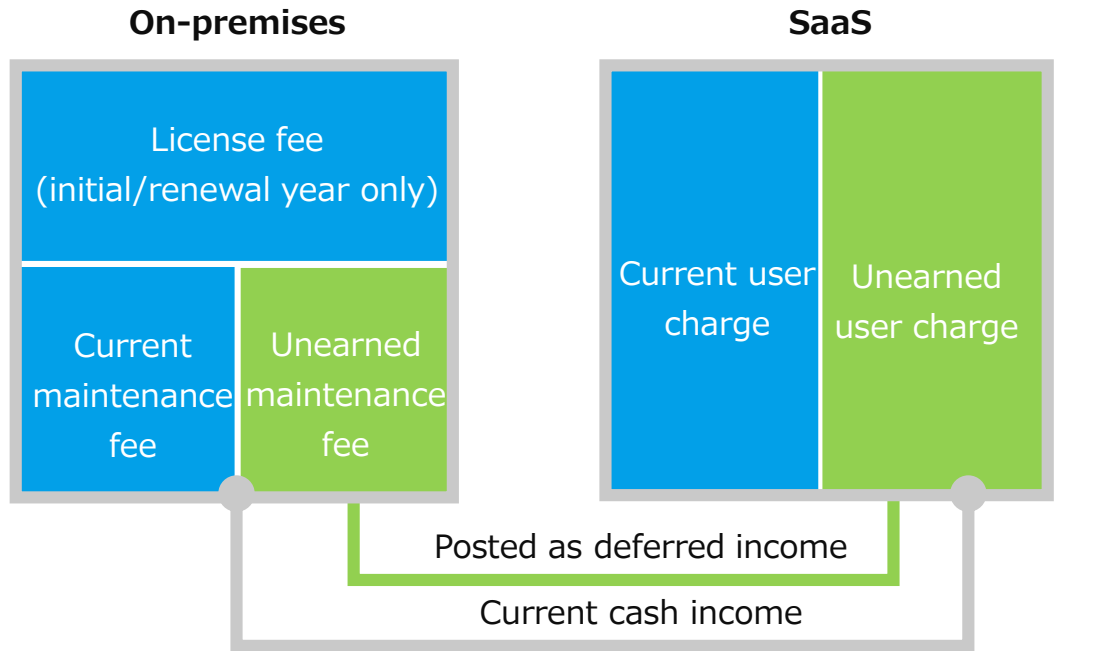 On-premises
SaaS
License fee
(initial/renewal year only)
Current
maintenance
fee
Unearned
maintenance
fee
Current user
charge
Unearned
user charge
Posted as deferred income
Current cash income